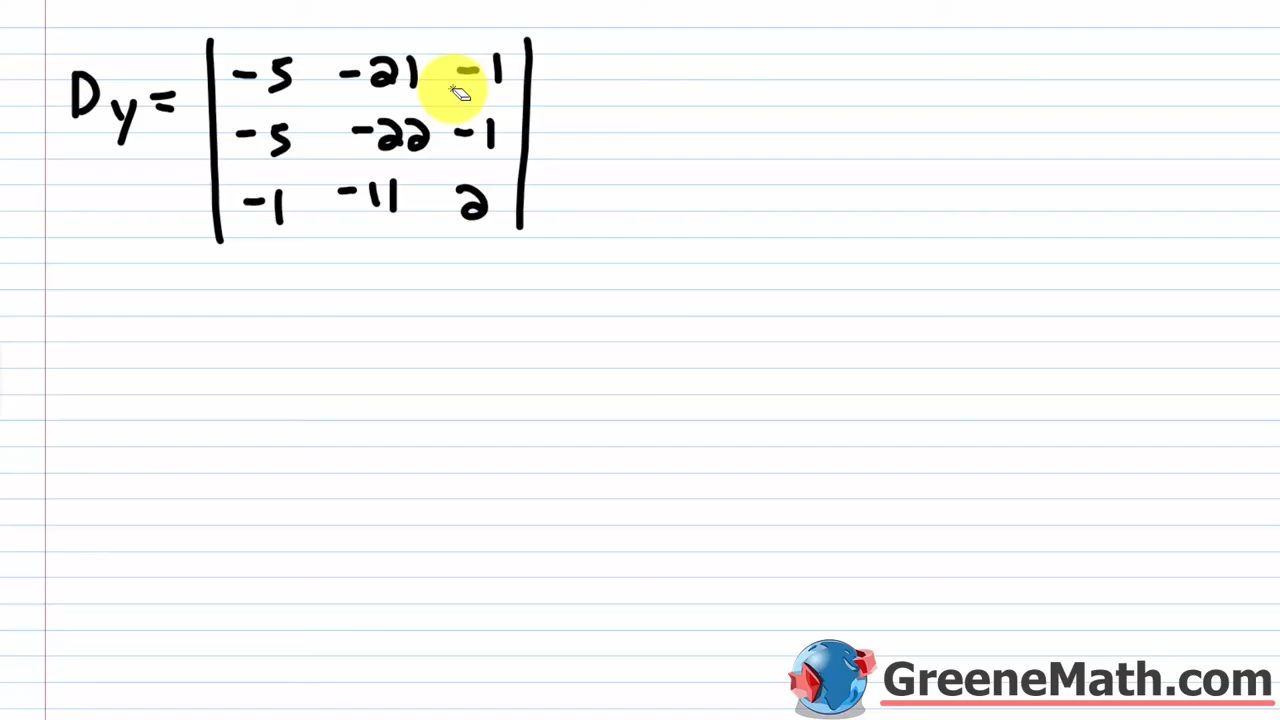 Dy = | -5 -21 -1 |
| -5 -22 -1 |
| -1 -11 2 |
GreeneMath.com